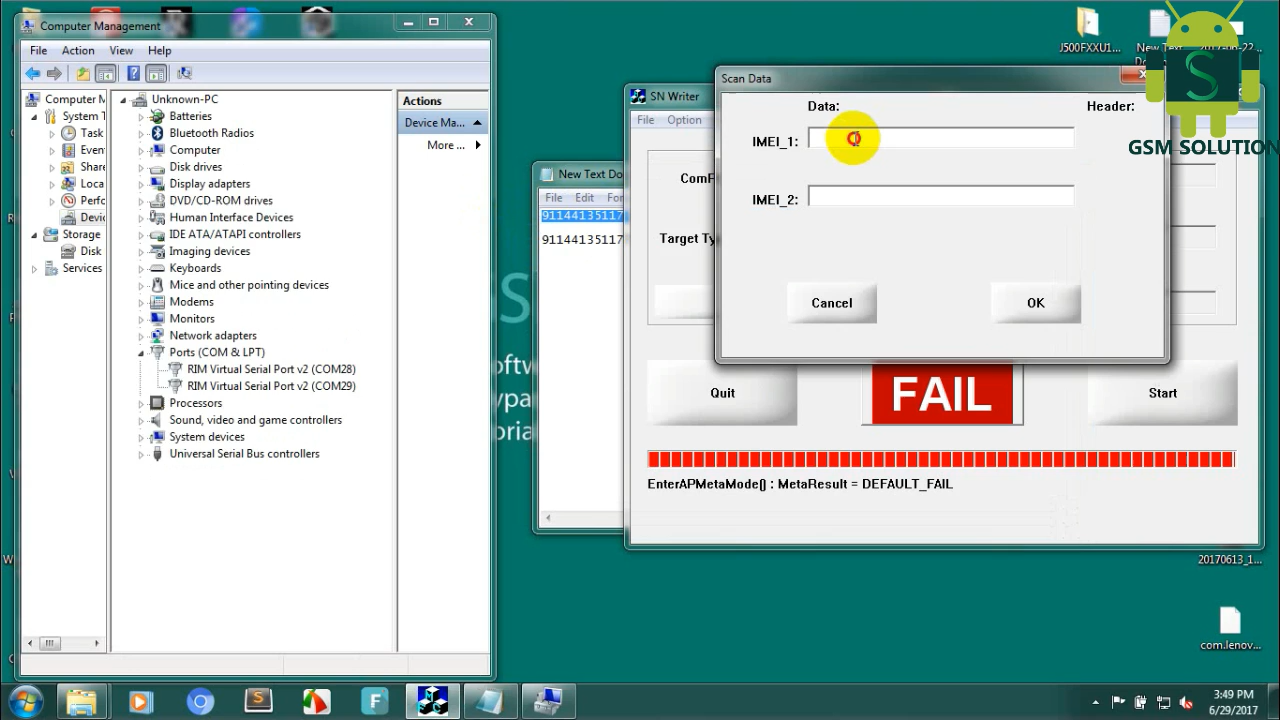 Computer Management
File Action View Help
Computer M
System T
Task
Even
Share
Loca
Perfo
Devic
Storage
Disk
Services
Unknown-PC
Batteries
Bluetooth Radios
Computer
Disk drives
Display adapters
DVD/CD-ROM drives
Human Interface Devices
IDE ATA/ATAPI controllers
Imaging devices
Keyboards
Mice and other pointing devices
Modems
Monitors
Network adapters
Ports (COM & LPT)
RIM Virtual Serial Port v2 (COM28)
RIM Virtual Serial Port v2 (COM29)
Processors
Sound, video and game controllers
System devices
Universal Serial Bus controllers
Actions
Device Ma...
More ...
New Text Do
File Edit For
91144135117
91144135117
SN Writer
File Option
ComP
Target Ty
Quit
FAIL
Start
EnterAPMetaMode() : MetaResult = DEFAULT_FAIL
Scan Data
Data:
Header:
IMEI_1:
IMEI_2:
Cancel
OK
J500FXXU1...
New Text
GSM SOLUTION
S
20170613_1...
com.lenov...
3:49 PM
6/29/2017